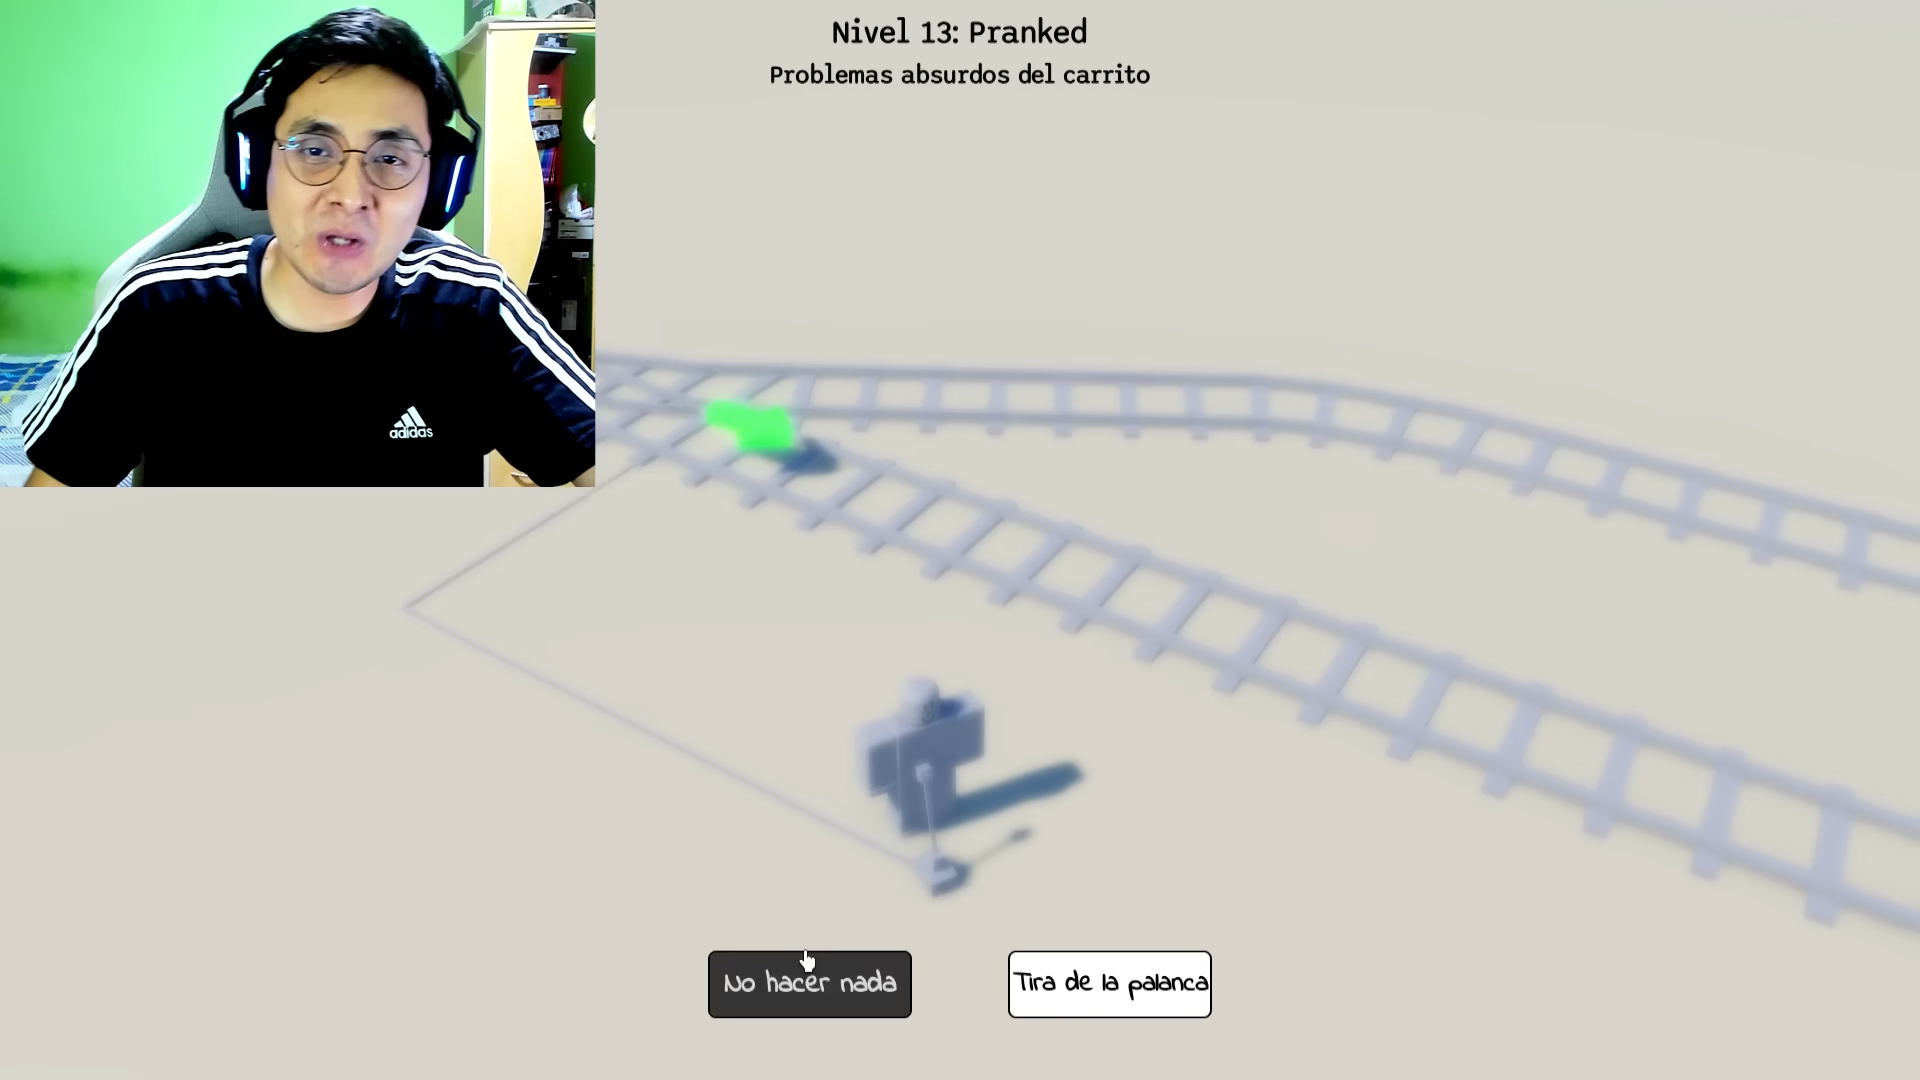 Nivel 13: Pranked
Problemas absurdos del carrito
adidas
No hacer nada
Tira de la palanca